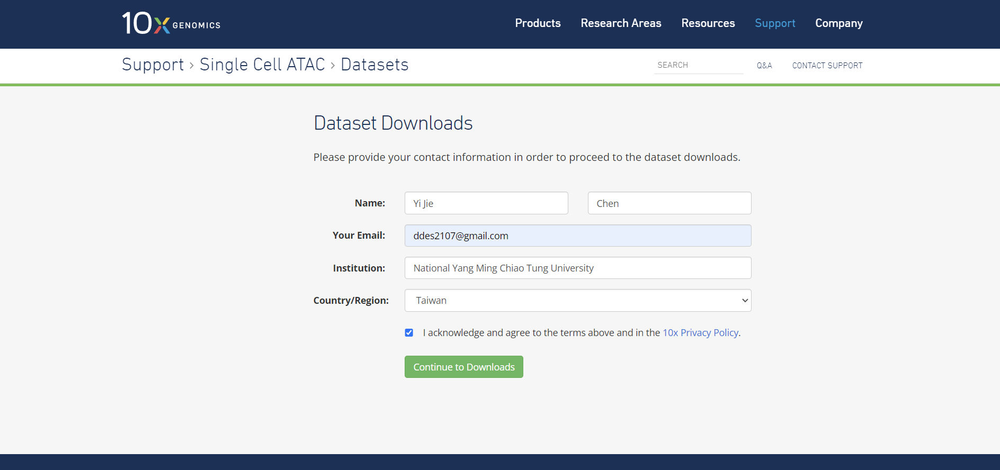 10x GENOMICS
Products Research Areas Resources Support Company
Support › Single Cell ATAC › Datasets
SEARCH Q&A CONTACT SUPPORT
Dataset Downloads
Please provide your contact information in order to proceed to the dataset downloads.
Name: Yi Jie Chen
Your Email: ddes2107@gmail.com
Institution: National Yang Ming Chiao Tung University
Country/Region: Taiwan
I acknowledge and agree to the terms above and in the 10x Privacy Policy.
Continue to Downloads